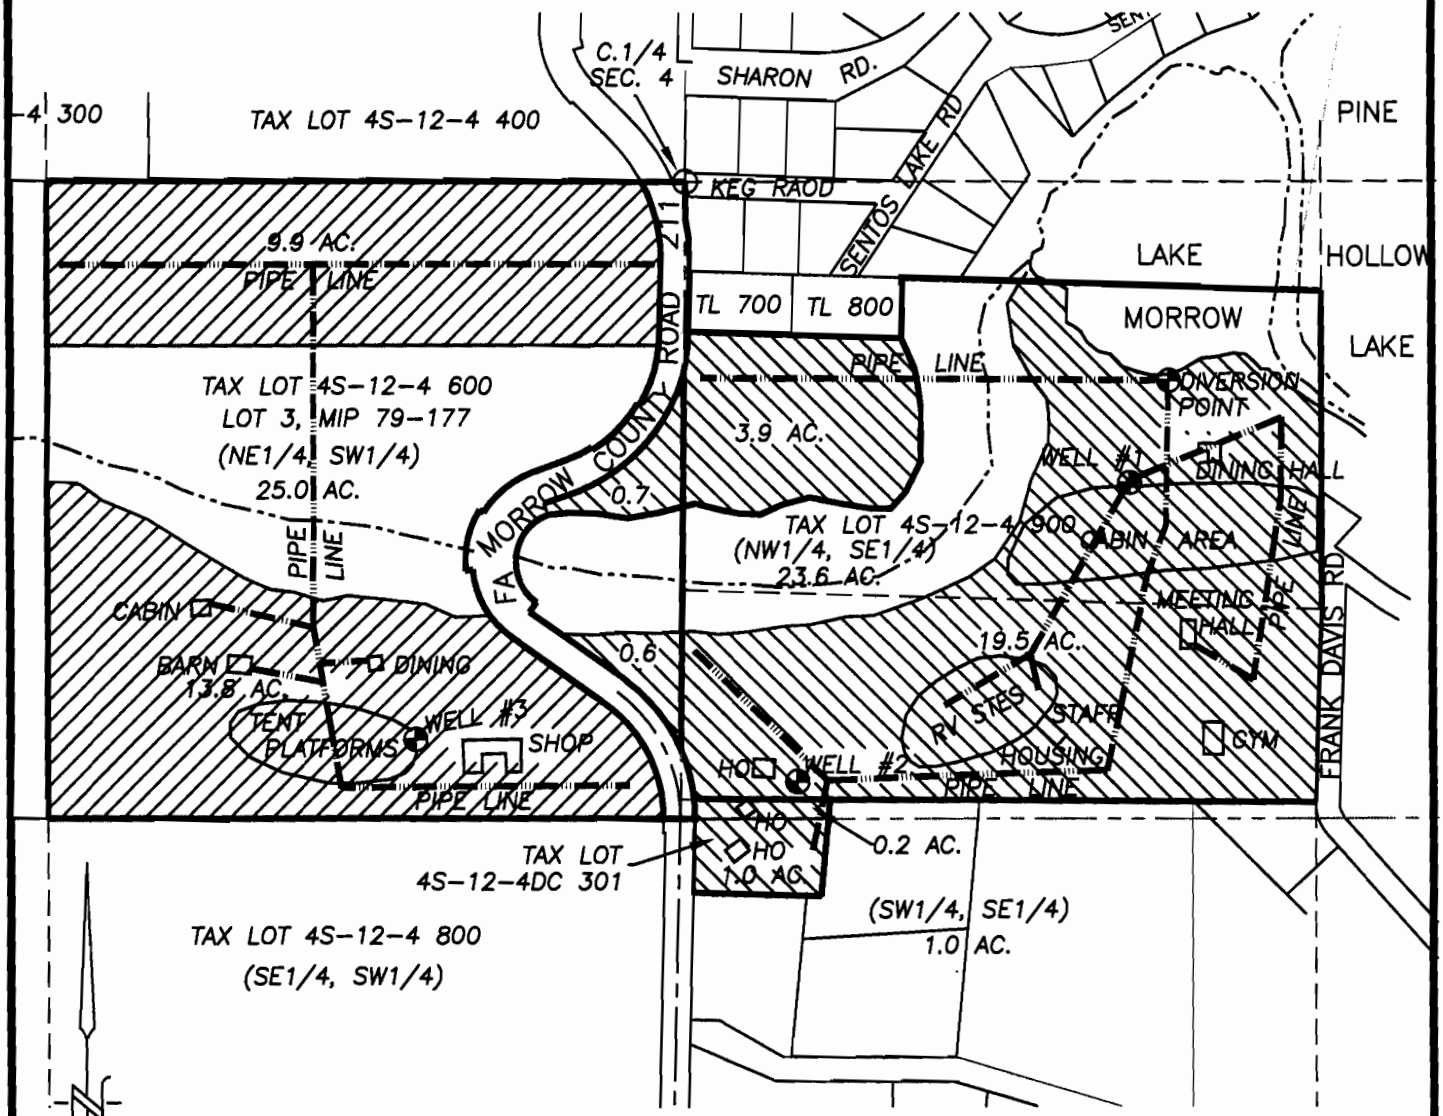 C.1/4
SEC. 4
SHARON RD.
SENT
-4 300
TAX LOT 4S-12-4 400
SENTOS LAKE RD
PINE
KEG RAOD
9.9 AC.
PIPE LINE
LAKE
HOLLOW
TL 700
TL 800
MORROW
LAKE
PIPE LINE
DIVERSION
POINT
TAX LOT 4S-12-4 600
LOT 3, MIP 79-177
(NE1/4, SW1/4)
25.0 AC.
FA MORROW COUNTY ROAD 211
3.9 AC.
WELL #1
DINING HALL
0.7
TAX LOT 4S-12-4 900
(NW1/4, SE1/4)
23.6 AC.
CABIN AREA
PIPE LINE
PIPE LINE
CABIN
MEETING
HALL
BARN
13.8 AC.
DINING
0.6
19.5 AC.
FRANK DAVIS RD
TENT
PLATFORMS
WELL #3
SHOP
RV STES
STAFF
HOUSING
GYM
HO
WELL #2
PIPE LINE
PIPE LINE
HO
HO
1.0 AC
0.2 AC.
TAX LOT
4S-12-4DC 301
(SW1/4, SE1/4)
1.0 AC.
TAX LOT 4S-12-4 800
(SE1/4, SW1/4)
N